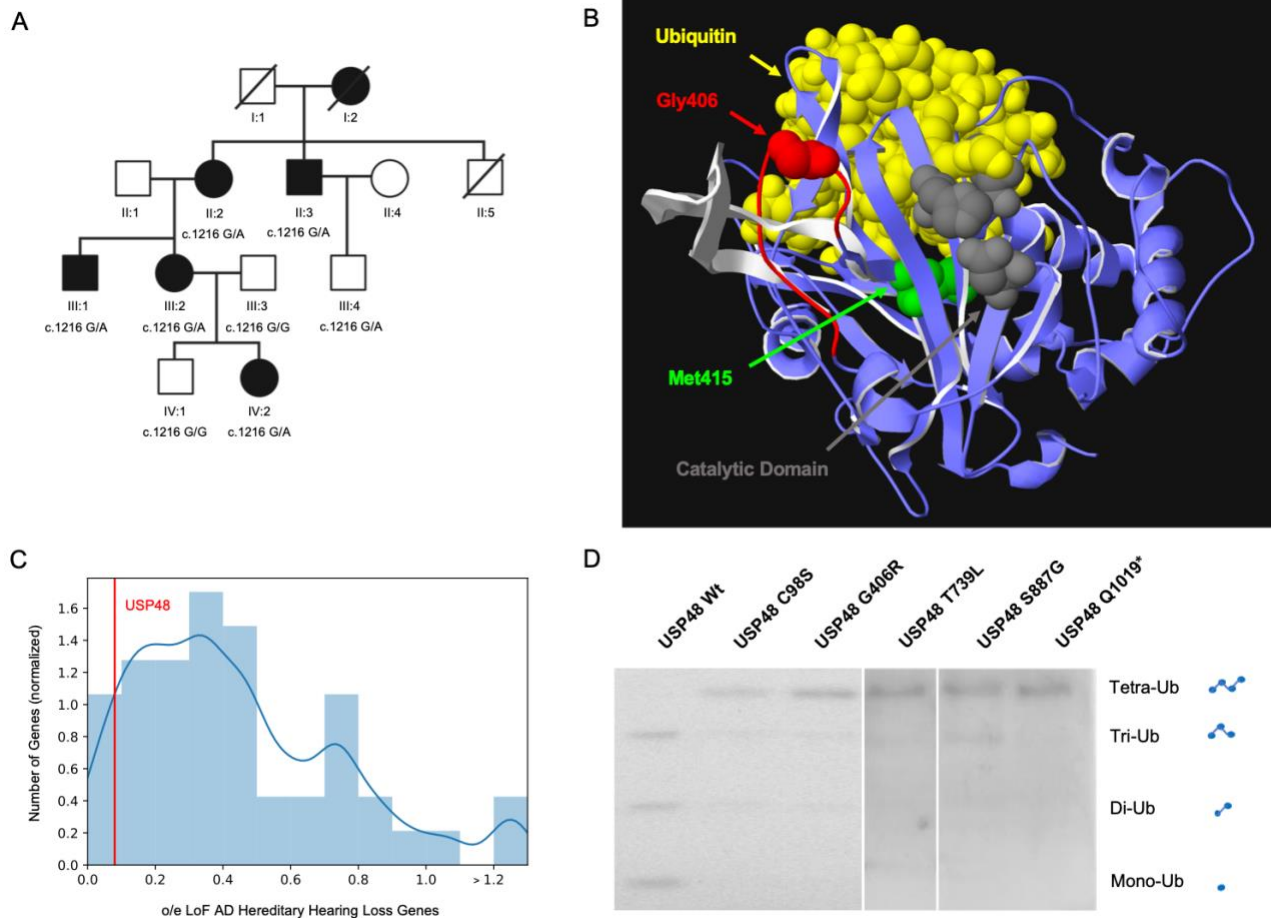 A
I:1
I:2
II:1
II:2
II:3
II:4
II:5
c.1216 G/A
c.1216 G/A
III:1
III:2
III:3
III:4
c.1216 G/A
c.1216 G/A
c.1216 G/G
c.1216 G/A
IV:1
IV:2
c.1216 G/G
c.1216 G/A
B
Ubiquitin
Gly406
Met415
Catalytic Domain
C
USP48
Number of Genes (normalized)
1.6
1.4
1.2
1.0
0.8
0.6
0.4
0.2
0.0
0.0
0.2
0.4
0.6
0.8
1.0
> 1.2
o/e LoF AD Hereditary Hearing Loss Genes
D
USP48 Wt
USP48 C98S
USP48 G406R
USP48 T739L
USP48 S887G
USP48 Q1019*
Tetra-Ub
Tri-Ub
Di-Ub
Mono-Ub